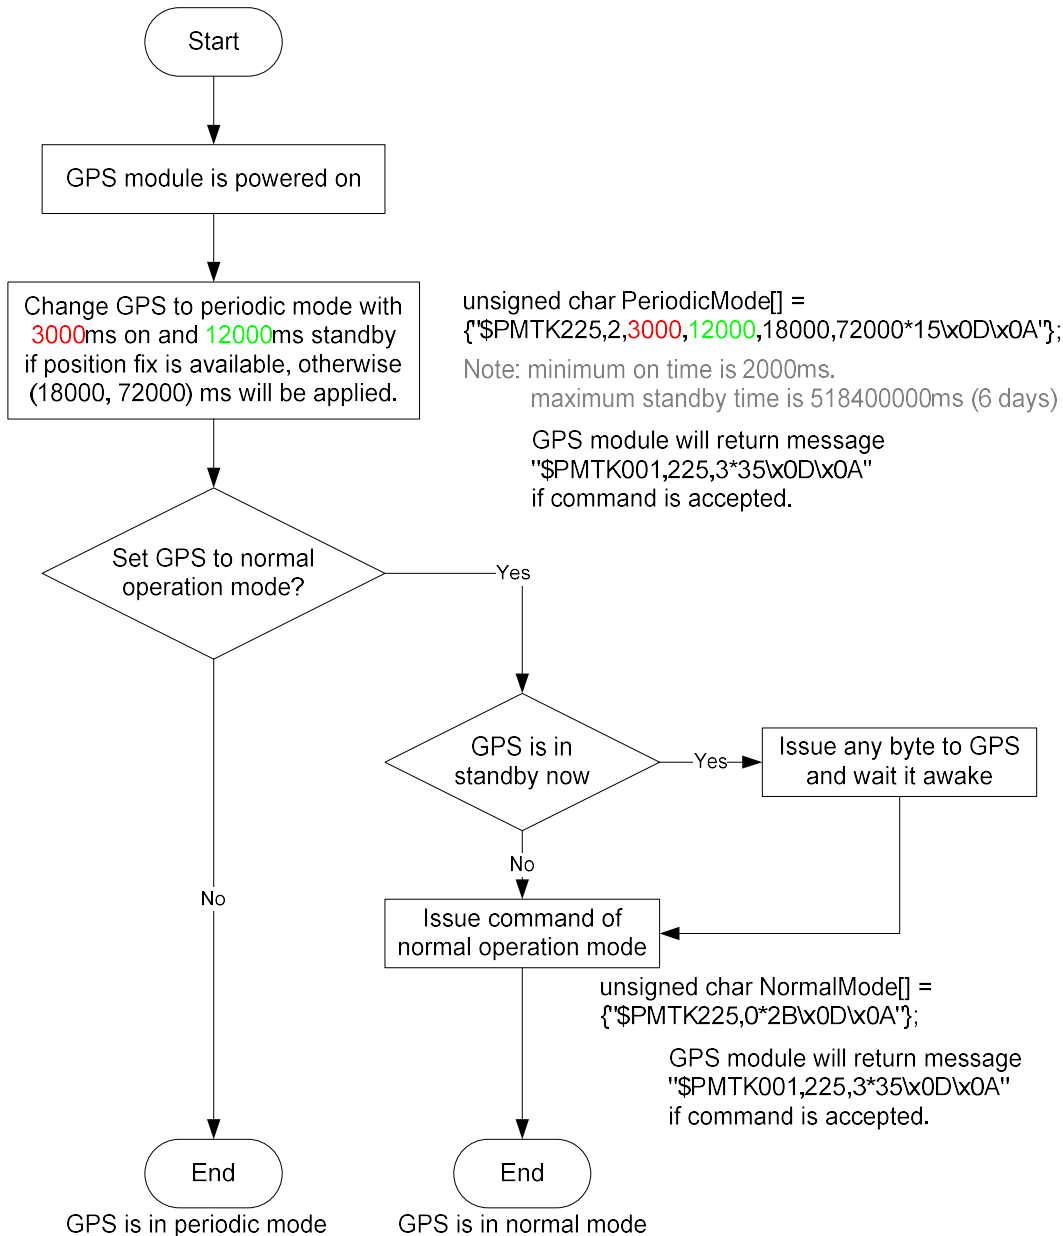 Start
GPS module is powered on
Change GPS to periodic mode with
3000ms on and 12000ms standby
if position fix is available, otherwise
(18000, 72000) ms will be applied.
unsigned char PeriodicMode[] =
{"$PMTK225,2,3000,12000,18000,72000*15\x0D\x0A"};
Note: minimum on time is 2000ms.
maximum standby time is 518400000ms (6 days)
GPS module will return message
"$PMTK001,225,3*35\x0D\x0A"
if command is accepted.
Set GPS to normal
operation mode?
Yes
No
GPS is in
standby now
Yes
Issue any byte to GPS
and wait it awake
No
Issue command of
normal operation mode
unsigned char NormalMode[] =
{"$PMTK225,0*2B\x0D\x0A"};
GPS module will return message
"$PMTK001,225,3*35\x0D\x0A"
if command is accepted.
End
GPS is in periodic mode
End
GPS is in normal mode